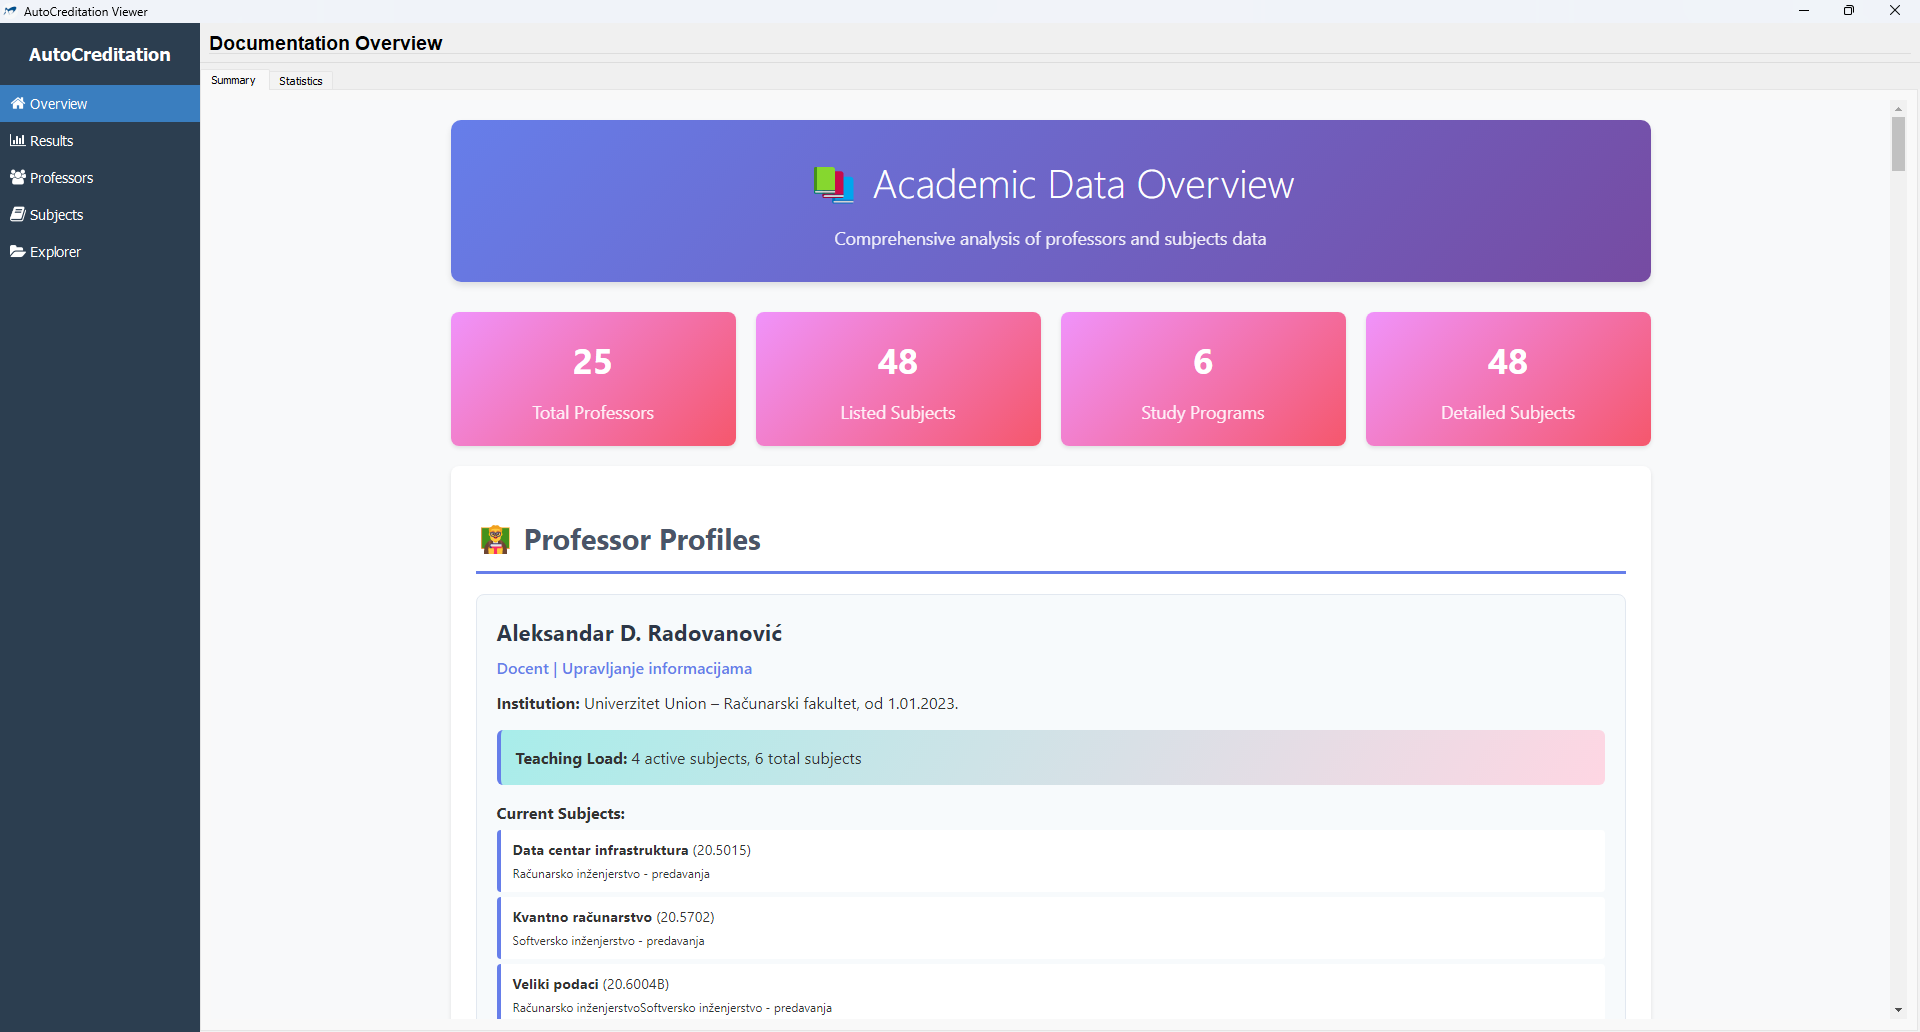 AutoCreditation Viewer
AutoCreditation
Overview
Results
Professors
Subjects
Explorer
Documentation Overview
Summary
Statistics
Academic Data Overview
Comprehensive analysis of professors and subjects data
25
Total Professors
48
Listed Subjects
6
Study Programs
48
Detailed Subjects
Professor Profiles
Aleksandar D. Radovanović
Docent | Upravljanje informacijama
Institution: Univerzitet Union – Računarski fakultet, od 1.01.2023.
Teaching Load: 4 active subjects, 6 total subjects
Current Subjects:
Data centar infrastruktura (20.5015)
Računarsko inženjerstvo - predavanja
Kvantno računarstvo (20.5702)
Softversko inženjerstvo - predavanja
Veliki podaci (20.6004B)
Računarsko inženjerstvoSoftversko inženjerstvo - predavanja